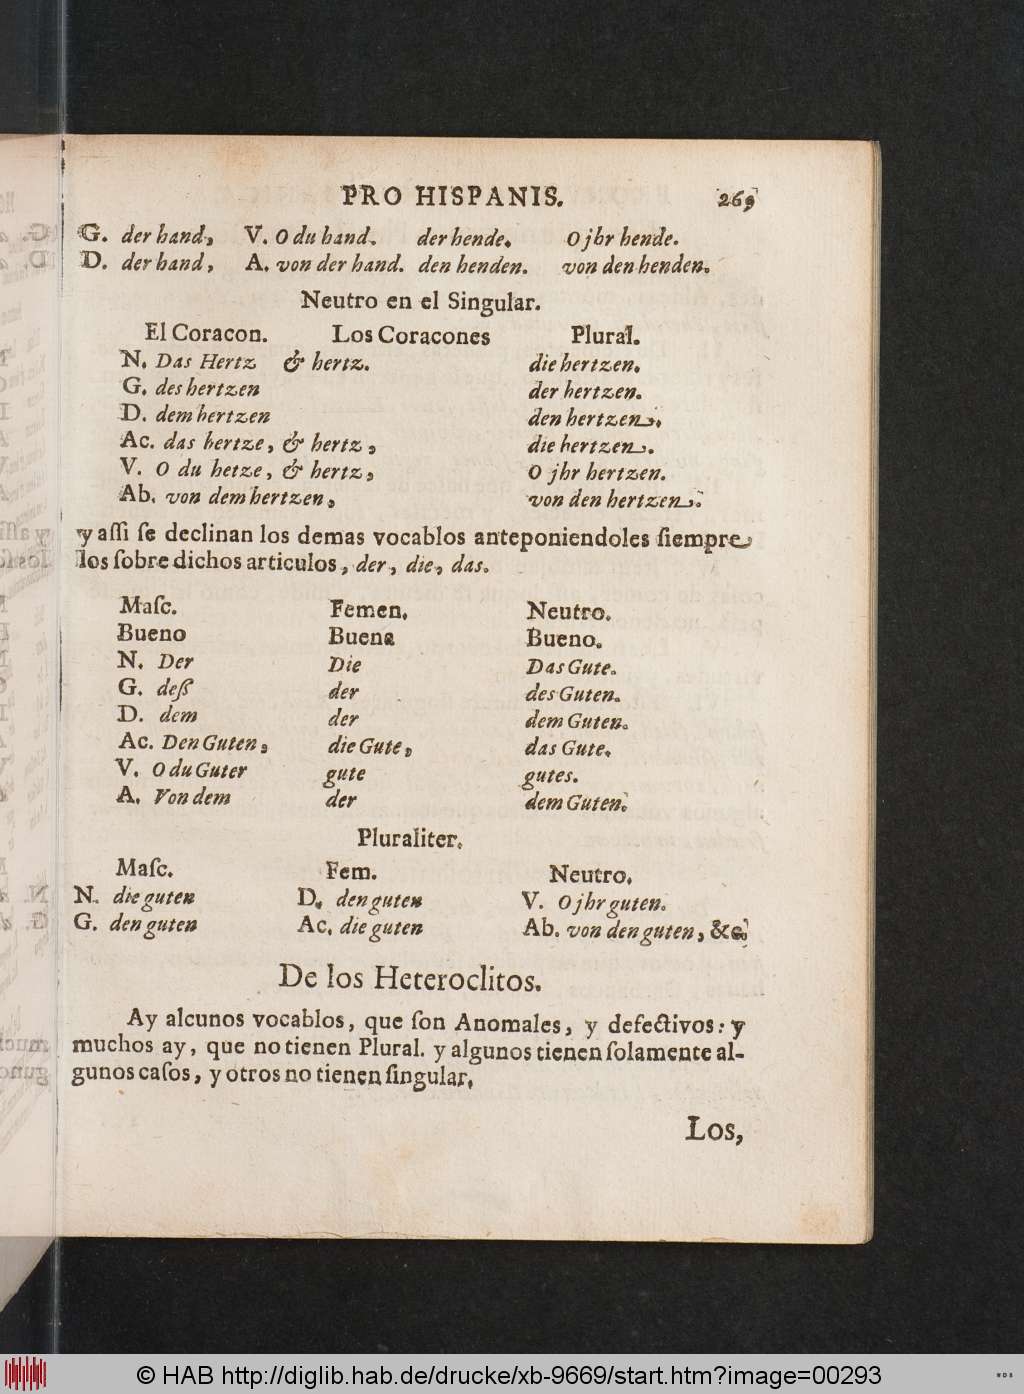 PRO HISPANIS. 269
G. der hand, V. O du hand. der hende. O jhr hende.
D. der hand, A. von der hand. den henden. von den henden.
Neutro en el Singular.
El Coracon. Los Coracones Plural.
N. Das Hertz & hertz. die hertzen.
G. des hertzen der hertzen.
D. dem hertzen den hertzen.
Ac. das hertze, & hertz, die hertzen.
V. O du hetze, & hertz, O jhr hertzen.
Ab. von dem hertzen, von den hertzen.
y aſſi ſe declinan los demas vocablos anteponiendoles ſiempre
los ſobre dichos articulos, der, die, das.
Maſc. Femen. Neutro.
Bueno Buena Bueno.
N. Der Die Das Gute.
G. deß der des Guten.
D. dem der dem Guten.
Ac. Den Guten, die Gute, das Gute.
V. O du Guter gute gutes.
A. Von dem der dem Guten.
Pluraliter.
Maſc. Fem. Neutro.
N. die guten D. den guten V. O jhr guten.
G. den guten Ac. die guten Ab. von den guten, &c.
De los Heteroclitos.
Ay alcunos vocablos, que ſon Anomales, y defectivos: y
muchos ay, que no tienen Plural. y algunos tienen ſolamente al-
gunos caſos, y otros no tienen ſingular.
Los,
© HAB http://diglib.hab.de/drucke/xb-9669/start.htm?image=00293